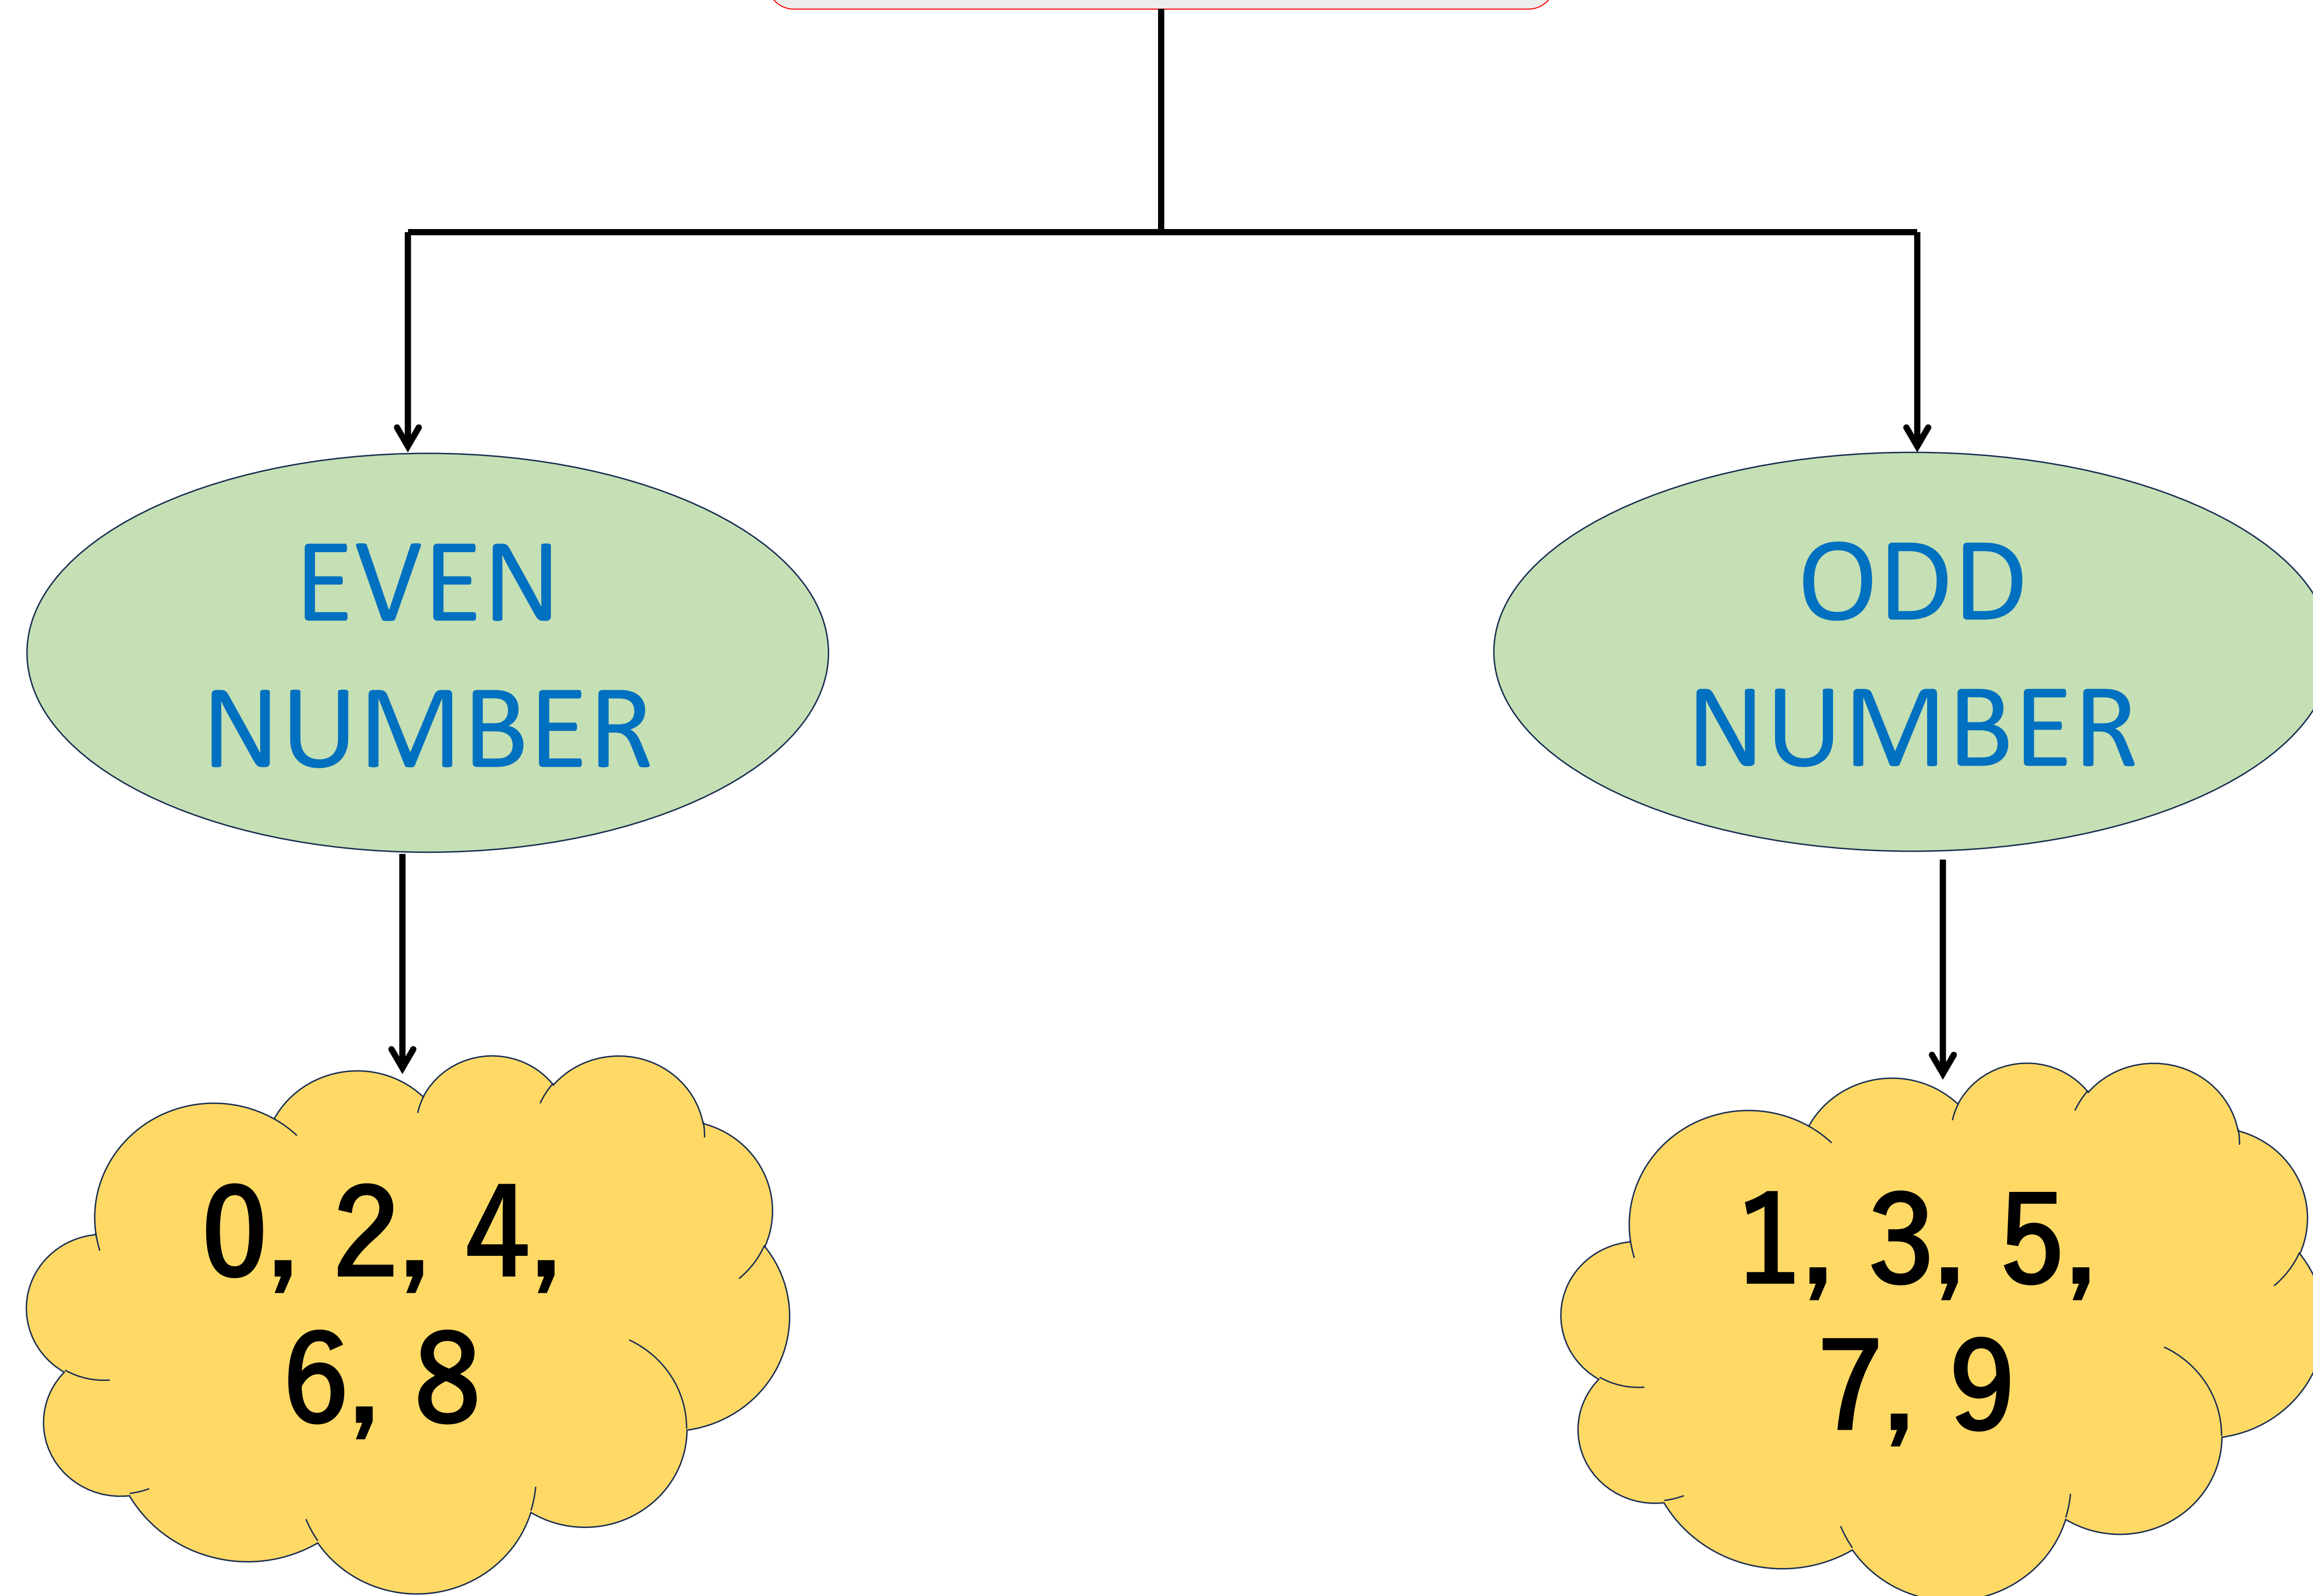 EVEN
NUMBER
ODD
NUMBER
0, 2, 4,
6, 8
1, 3, 5,
7, 9